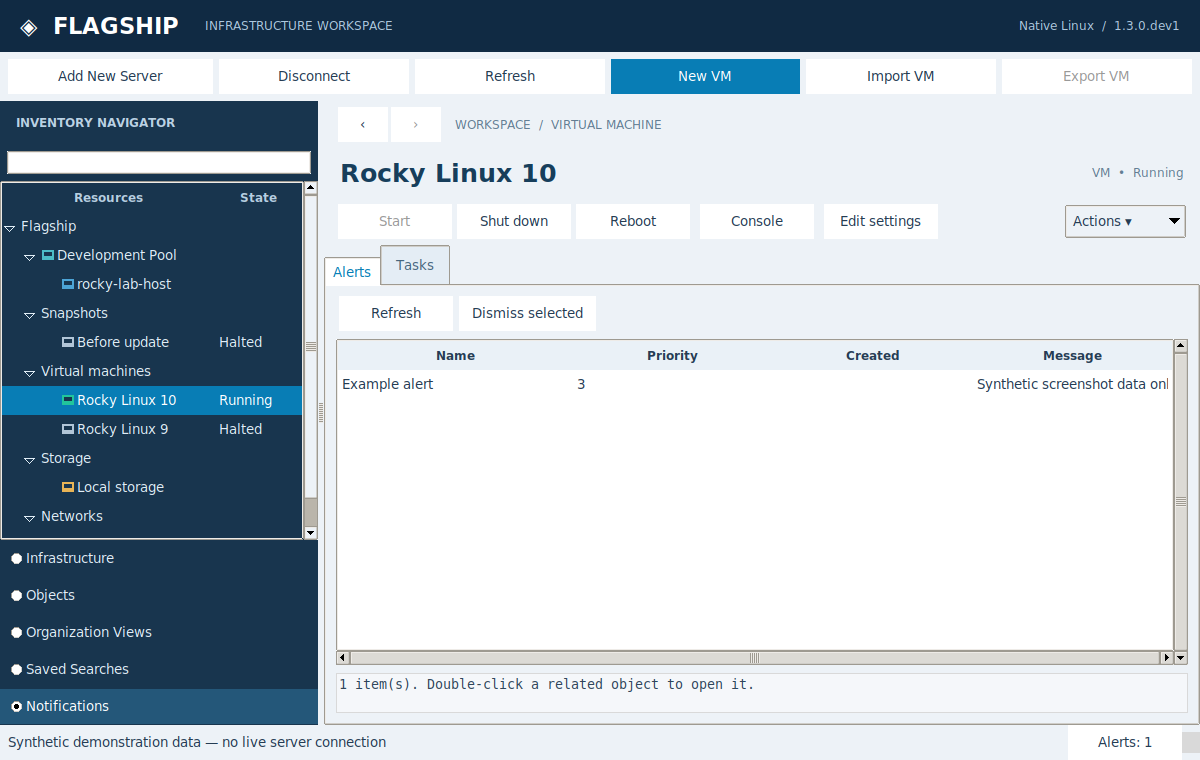 ◈ FLAGSHIP INFRASTRUCTURE WORKSPACE Native Linux / 1.3.0.dev1
Add New Server Disconnect Refresh New VM Import VM Export VM
INVENTORY NAVIGATOR
Resources State
Flagship
Development Pool
rocky-lab-host
Snapshots
Before update Halted
Virtual machines
Rocky Linux 10 Running
Rocky Linux 9 Halted
Storage
Local storage
Networks
Infrastructure
Objects
Organization Views
Saved Searches
Notifications
‹ › WORKSPACE / VIRTUAL MACHINE
Rocky Linux 10 VM • Running
Start Shut down Reboot Console Edit settings Actions ▾
Alerts Tasks
Refresh Dismiss selected
Name Priority Created Message
Example alert 3 Synthetic screenshot data onl
1 item(s). Double-click a related object to open it.
Synthetic demonstration data — no live server connection Alerts: 1